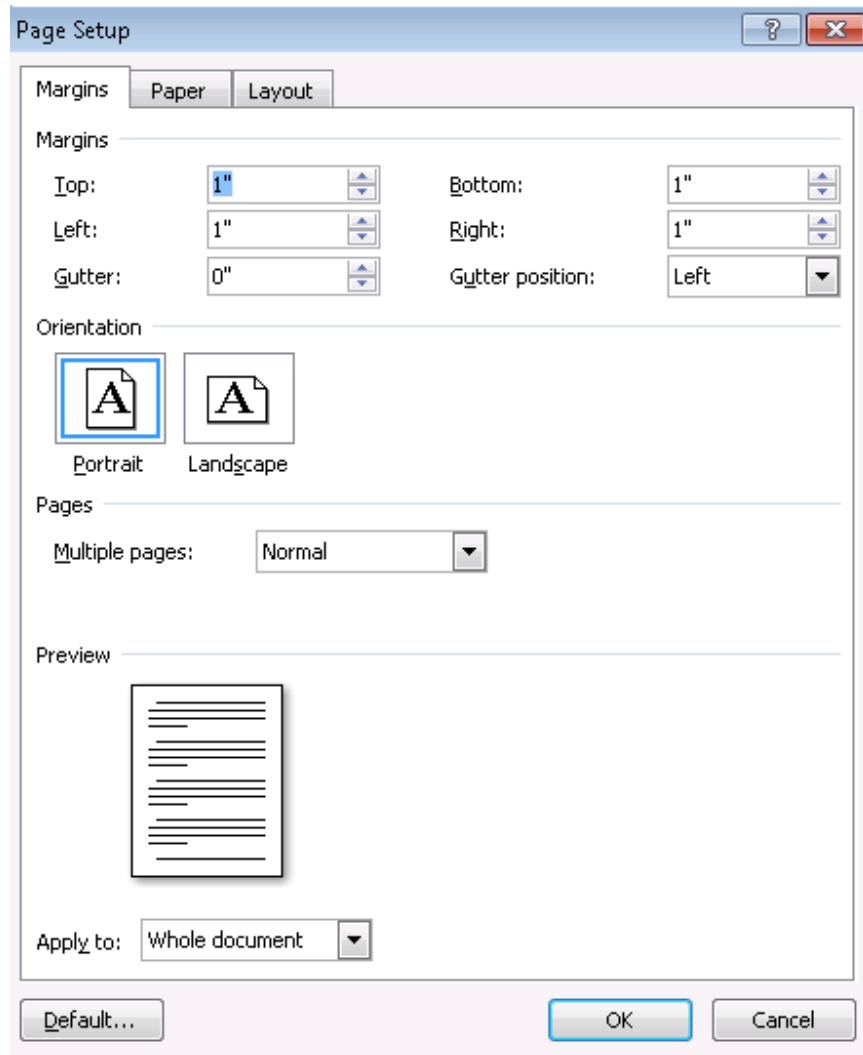 Page Setup
Margins Paper Layout
Margins
Top: 1" Bottom: 1"
Left: 1" Right: 1"
Gutter: 0" Gutter position: Left
Orientation
A A
Portrait Landscape
Pages
Multiple pages: Normal
Preview
Apply to: Whole document
Default... OK Cancel